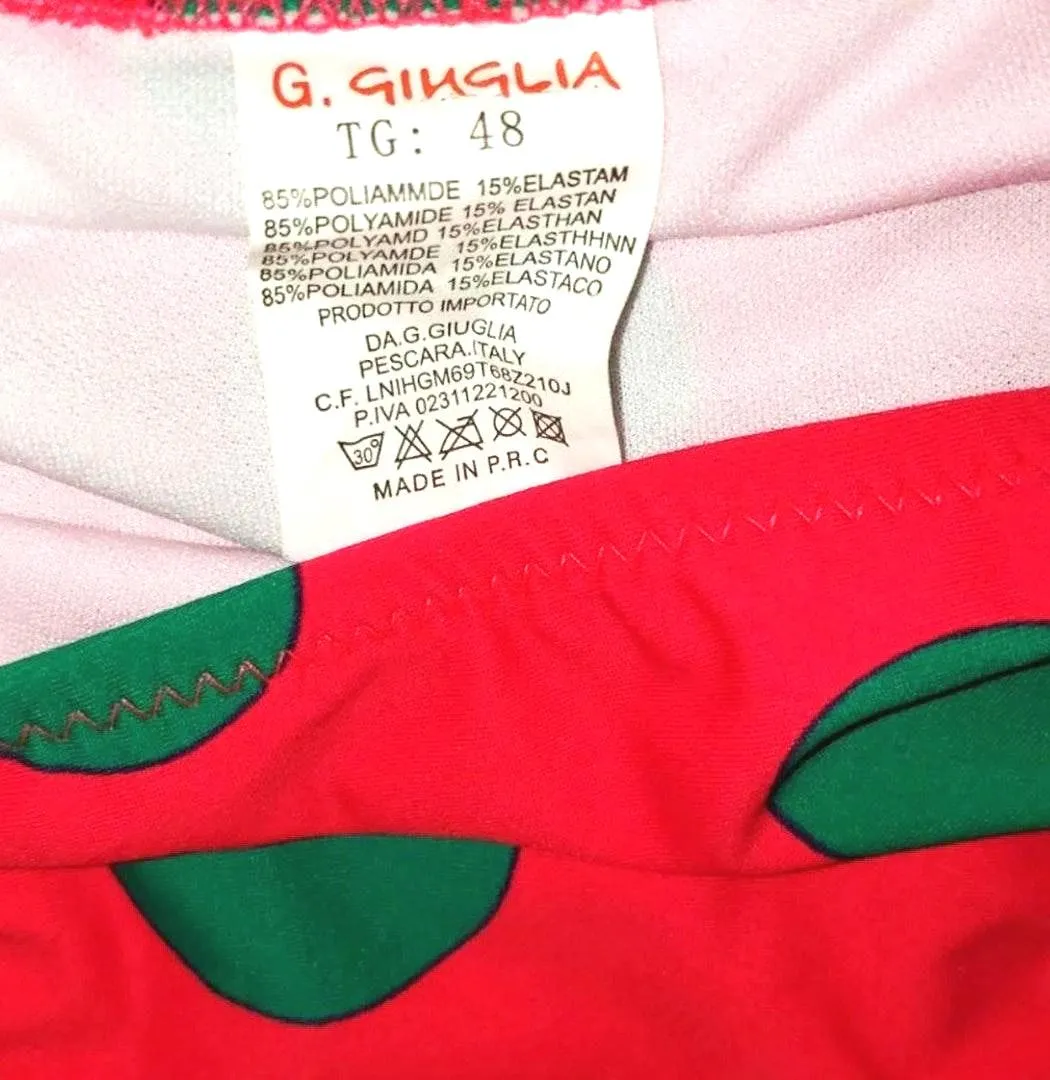 G. GIUGLIA
TG: 48
85%POLIAMMDE 15%ELASTAM
85%POLYAMIDE 15% ELASTAN
85%POLYAMD 15%ELASTHAN
85%POLYAMDE 15%ELASTHHNN
85%POLIAMIDA 15%ELASTANO
85%POLIAMIDA 15%ELASTACO
PRODOTTO IMPORTATO
DA.G.GIUGLIA
PESCARA.ITALY
C.F. LNIHGM69T68Z210J
P.IVA 02311221200
30°
MADE IN P.R.C